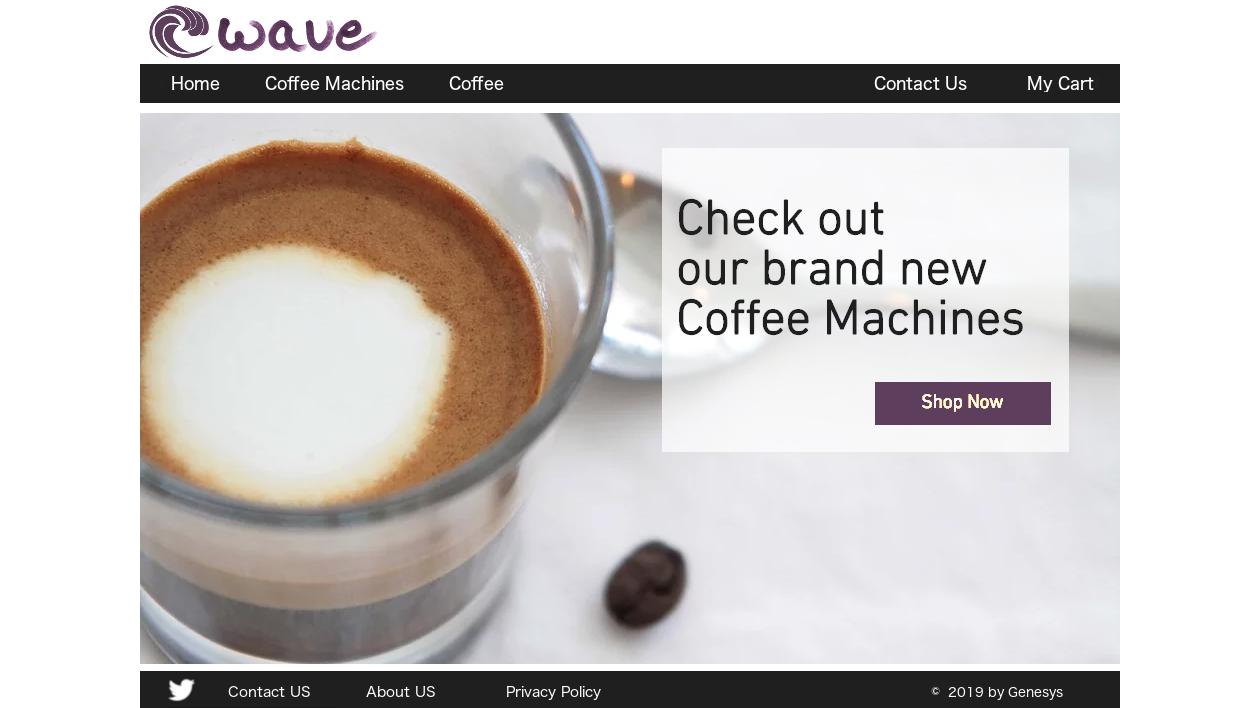 wave
Home Coffee Machines Coffee Contact Us My Cart
Check out
our brand new
Coffee Machines
Shop Now
Contact US About US Privacy Policy © 2019 by Genesys